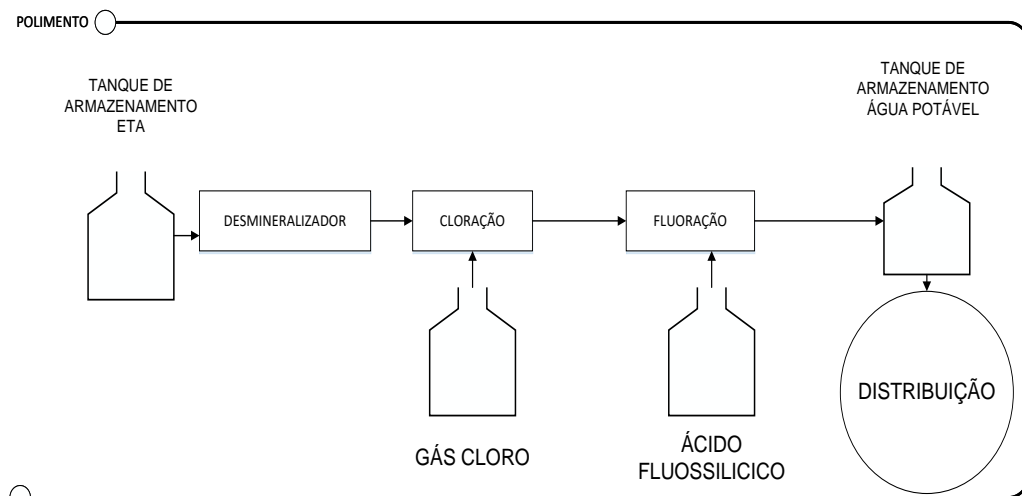 POLIMENTO
TANQUE DE
ARMAZENAMENTO
ETA
TANQUE DE
ARMAZENAMENTO
ÁGUA POTÁVEL
DESMINERALIZADOR
CLORAÇÃO
FLUORAÇÃO
GÁS CLORO
ÁCIDO
FLUOSSILICICO
DISTRIBUIÇÃO